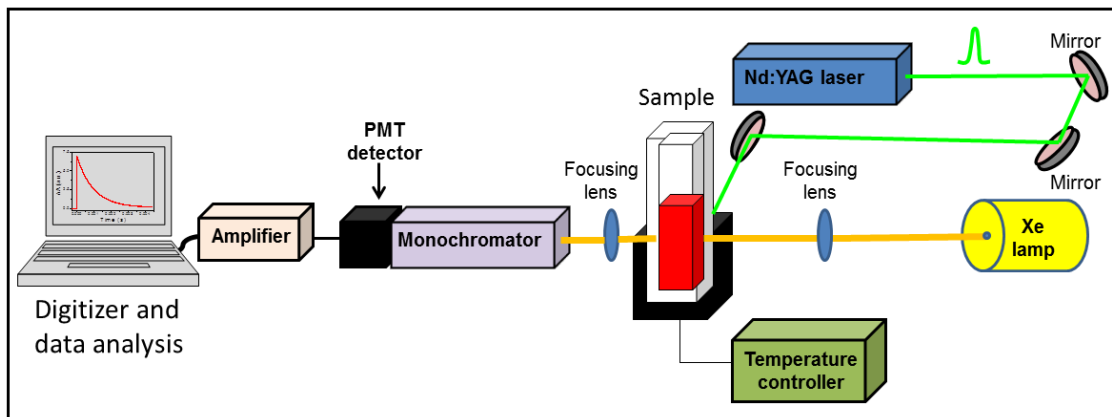 Mirror
Nd:YAG laser
Sample
PMT
detector
Focusing
lens
Focusing
lens
Mirror
Amplifier
Monochromator
Xe
lamp
Time (s)
Digitizer and
data analysis
Temperature
controller